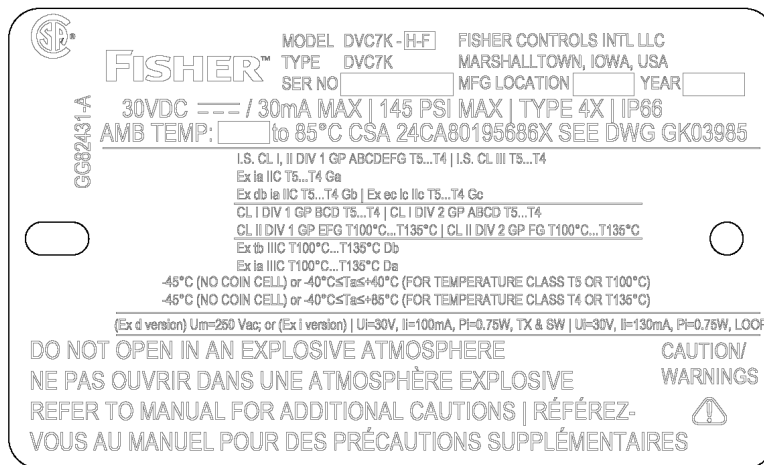 SA ®
FISHER™
MODEL DVC7K - H-F
TYPE DVC7K
SER NO
FISHER CONTROLS INTL LLC
MARSHALLTOWN, IOWA, USA
MFG LOCATION YEAR
GG82431-A
30VDC / 30mA MAX | 145 PSI MAX | TYPE 4X | IP66
AMB TEMP: to 85°C CSA 24CA80195686X SEE DWG GK03985
I.S. CL I, II DIV 1 GP ABCDEFG T5...T4 | I.S. CL III T5...T4
Ex ia IIC T5...T4 Ga
Ex db ia IIC T5...T4 Gb | Ex ec ic IIc T5...T4 Gc
CL I DIV 1 GP BCD T5...T4 | CL I DIV 2 GP ABCD T5...T4
CL II DIV 1 GP EFG T100°C...T135°C | CL II DIV 2 GP FG T100°C...T135°C
Ex tb IIIC T100°C...T135°C Db
Ex ia IIIC T100°C...T135°C Da
-45°C (NO COIN CELL) or -40°C≤Ta≤+40°C (FOR TEMPERATURE CLASS T5 OR T100°C)
-45°C (NO COIN CELL) or -40°C≤Ta≤+85°C (FOR TEMPERATURE CLASS T4 OR T135°C)
(Ex d version) Um=250 Vac; or (Ex i version) | Ui=30V, Ii=100mA, Pi=0.75W, TX & SW | Ui=30V, Ii=130mA, Pi=0.75W, LOOP
DO NOT OPEN IN AN EXPLOSIVE ATMOSPHERE
NE PAS OUVRIR DANS UNE ATMOSPHÈRE EXPLOSIVE
REFER TO MANUAL FOR ADDITIONAL CAUTIONS | RÉFÉREZ-
VOUS AU MANUEL POUR DES PRÉCAUTIONS SUPPLÉMENTAIRES
CAUTION/
WARNINGS